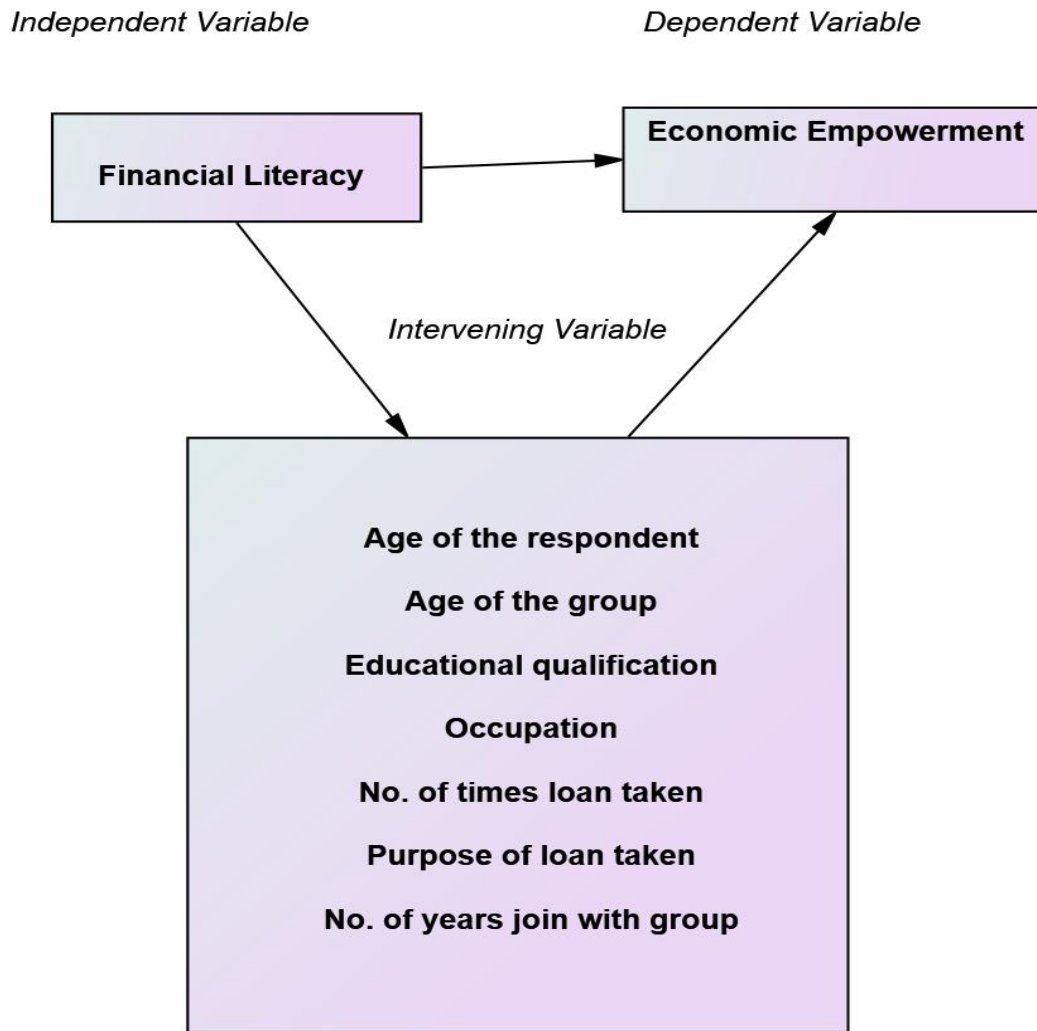 Independent Variable
Dependent Variable
Financial Literacy
Economic Empowerment
Intervening Variable
Age of the respondent
Age of the group
Educational qualification
Occupation
No. of times loan taken
Purpose of loan taken
No. of years join with group